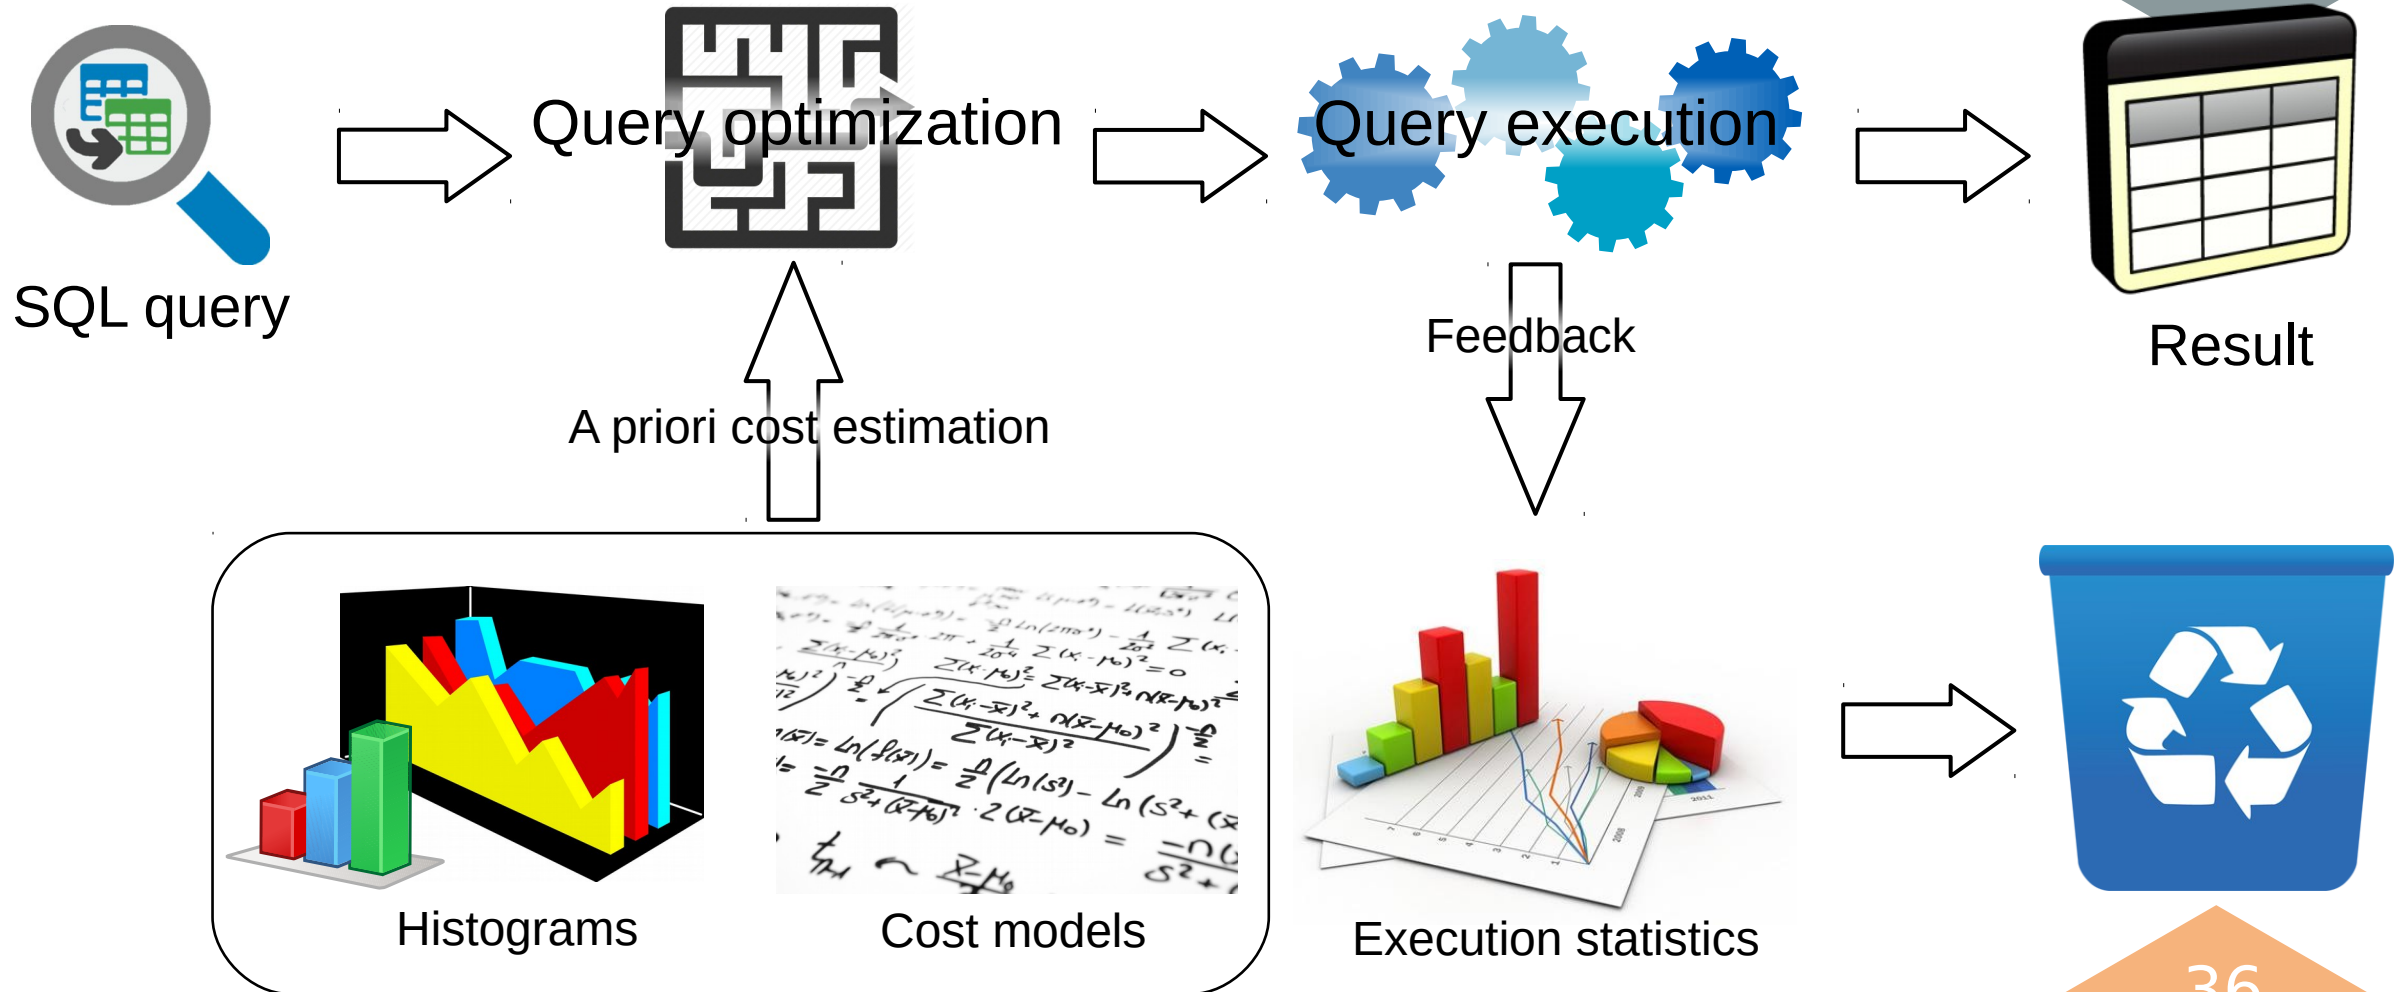 SQL query
Query optimization
Query execution
Result
A priori cost estimation
Feedback
Histograms
Cost models
Execution statistics
36